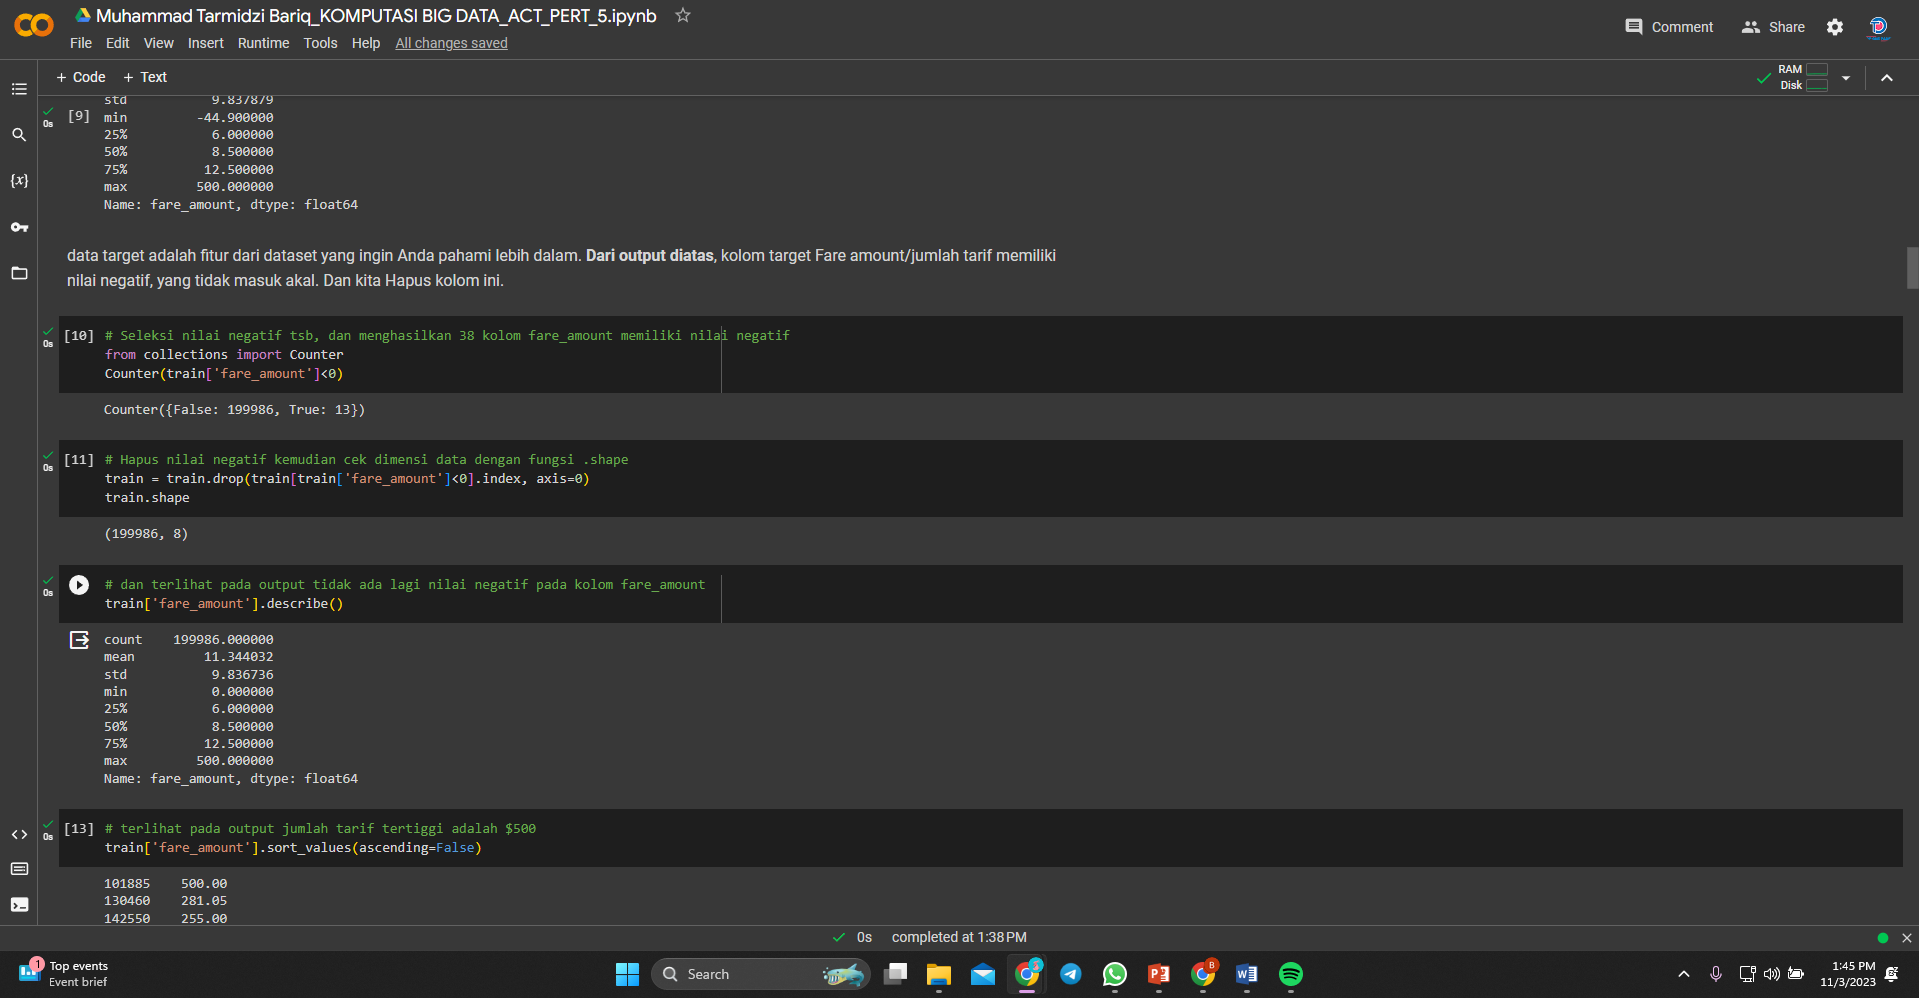 Muhammad Tarmidzi Bariq_KOMPUTASI BIG DATA_ACT_PERT_5.ipynb
File Edit View Insert Runtime Tools Help All changes saved
Comment Share
+ Code + Text
RAM
Disk
std 9.837879
[9] min -44.900000
0s
25% 6.000000
50% 8.500000
75% 12.500000
max 500.000000
Name: fare_amount, dtype: float64
data target adalah fitur dari dataset yang ingin Anda pahami lebih dalam. Dari output diatas, kolom target Fare amount/jumlah tarif memiliki
nilai negatif, yang tidak masuk akal. Dan kita Hapus kolom ini.
[10] # Seleksi nilai negatif tsb, dan menghasilkan 38 kolom fare_amount memiliki nilai negatif
0s
from collections import Counter
Counter(train['fare_amount']<0)
Counter({False: 199986, True: 13})
[11] # Hapus nilai negatif kemudian cek dimensi data dengan fungsi .shape
0s
train = train.drop(train[train['fare_amount']<0].index, axis=0)
train.shape
(199986, 8)
# dan terlihat pada output tidak ada lagi nilai negatif pada kolom fare_amount
0s
train['fare_amount'].describe()
count 199986.000000
mean 11.344032
std 9.836736
min 0.000000
25% 6.000000
50% 8.500000
75% 12.500000
max 500.000000
Name: fare_amount, dtype: float64
[13] # terlihat pada output jumlah tarif tertiggi adalah $500
0s
train['fare_amount'].sort_values(ascending=False)
101885 500.00
130460 281.05
142550 255.00
0s completed at 1:38 PM
1
Top events
Event brief
Search
1:45 PM
11/3/2023